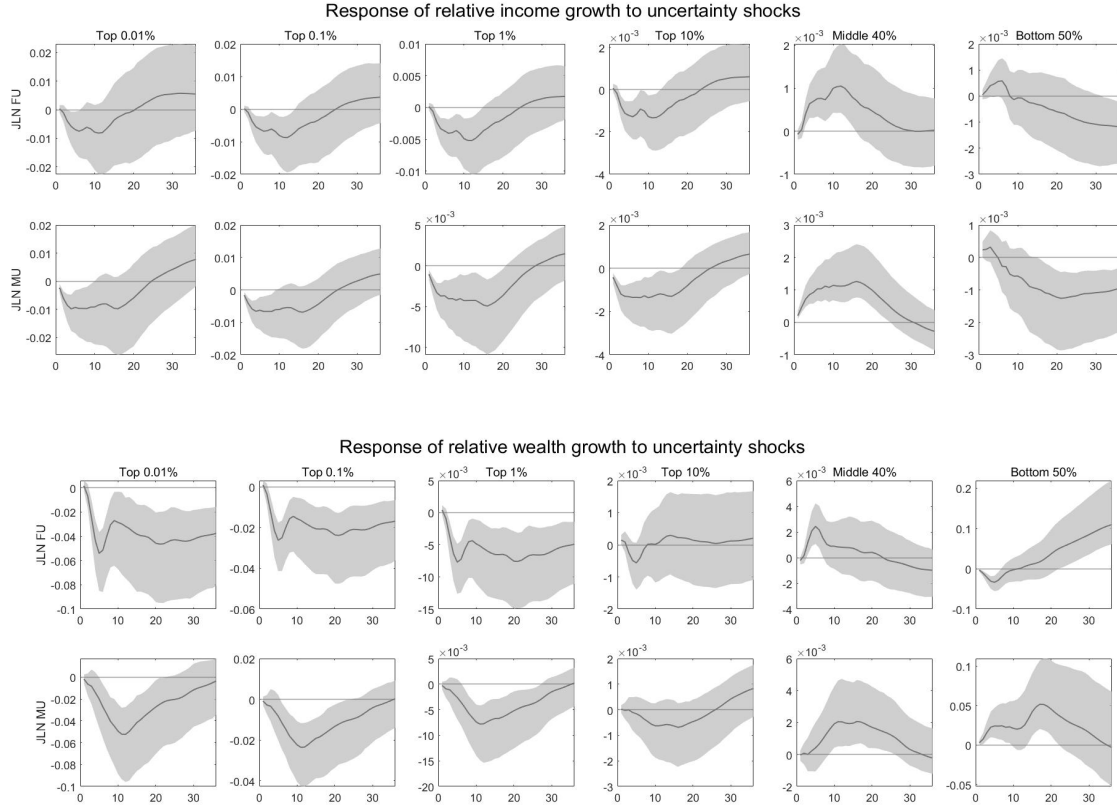 Response of relative income growth to uncertainty shocks
Top 0.01% Top 0.1% Top 1% Top 10% Middle 40% Bottom 50%
JLN FU
0.02 0.01 0 -0.01 -0.02
0 10 20 30
0.02 0.01 0 -0.01 -0.02
0 10 20 30
0.01 0.005 0 -0.005 -0.01
0 10 20 30
×10⁻³ 2 0 -2 -4
0 10 20 30
×10⁻³ 2 1 0 -1
0 10 20 30
×10⁻³ 2 1 0 -1 -2 -3
0 10 20 30
JLN MU
0.02 0.01 0 -0.01 -0.02
0 10 20 30
0.02 0.01 0 -0.01 -0.02
0 10 20 30
×10⁻³ 5 0 -5 -10
0 10 20 30
×10⁻³ 2 0 -2 -4
0 10 20 30
×10⁻³ 3 2 1 0 -1
0 10 20 30
×10⁻³ 1 0 -1 -2 -3
0 10 20 30
Response of relative wealth growth to uncertainty shocks
Top 0.01% Top 0.1% Top 1% Top 10% Middle 40% Bottom 50%
JLN FU
0 -0.02 -0.04 -0.06 -0.08 -0.1
0 10 20 30
0 -0.02 -0.04 -0.06
0 10 20 30
×10⁻³ 5 0 -5 -10 -15
0 10 20 30
×10⁻³ 2 1 0 -1 -2
0 10 20 30
×10⁻³ 6 4 2 0 -2 -4
0 10 20 30
0.2 0.1 0 -0.1
0 10 20 30
JLN MU
0 -0.02 -0.04 -0.06 -0.08 -0.1
0 10 20 30
0.02 0 -0.02 -0.04
0 10 20 30
×10⁻³ 5 0 -5 -10 -15 -20
0 10 20 30
×10⁻³ 2 1 0 -1 -2 -3
0 10 20 30
×10⁻³ 6 4 2 0 -2
0 10 20 30
0.1 0.05 0 -0.05
0 10 20 30